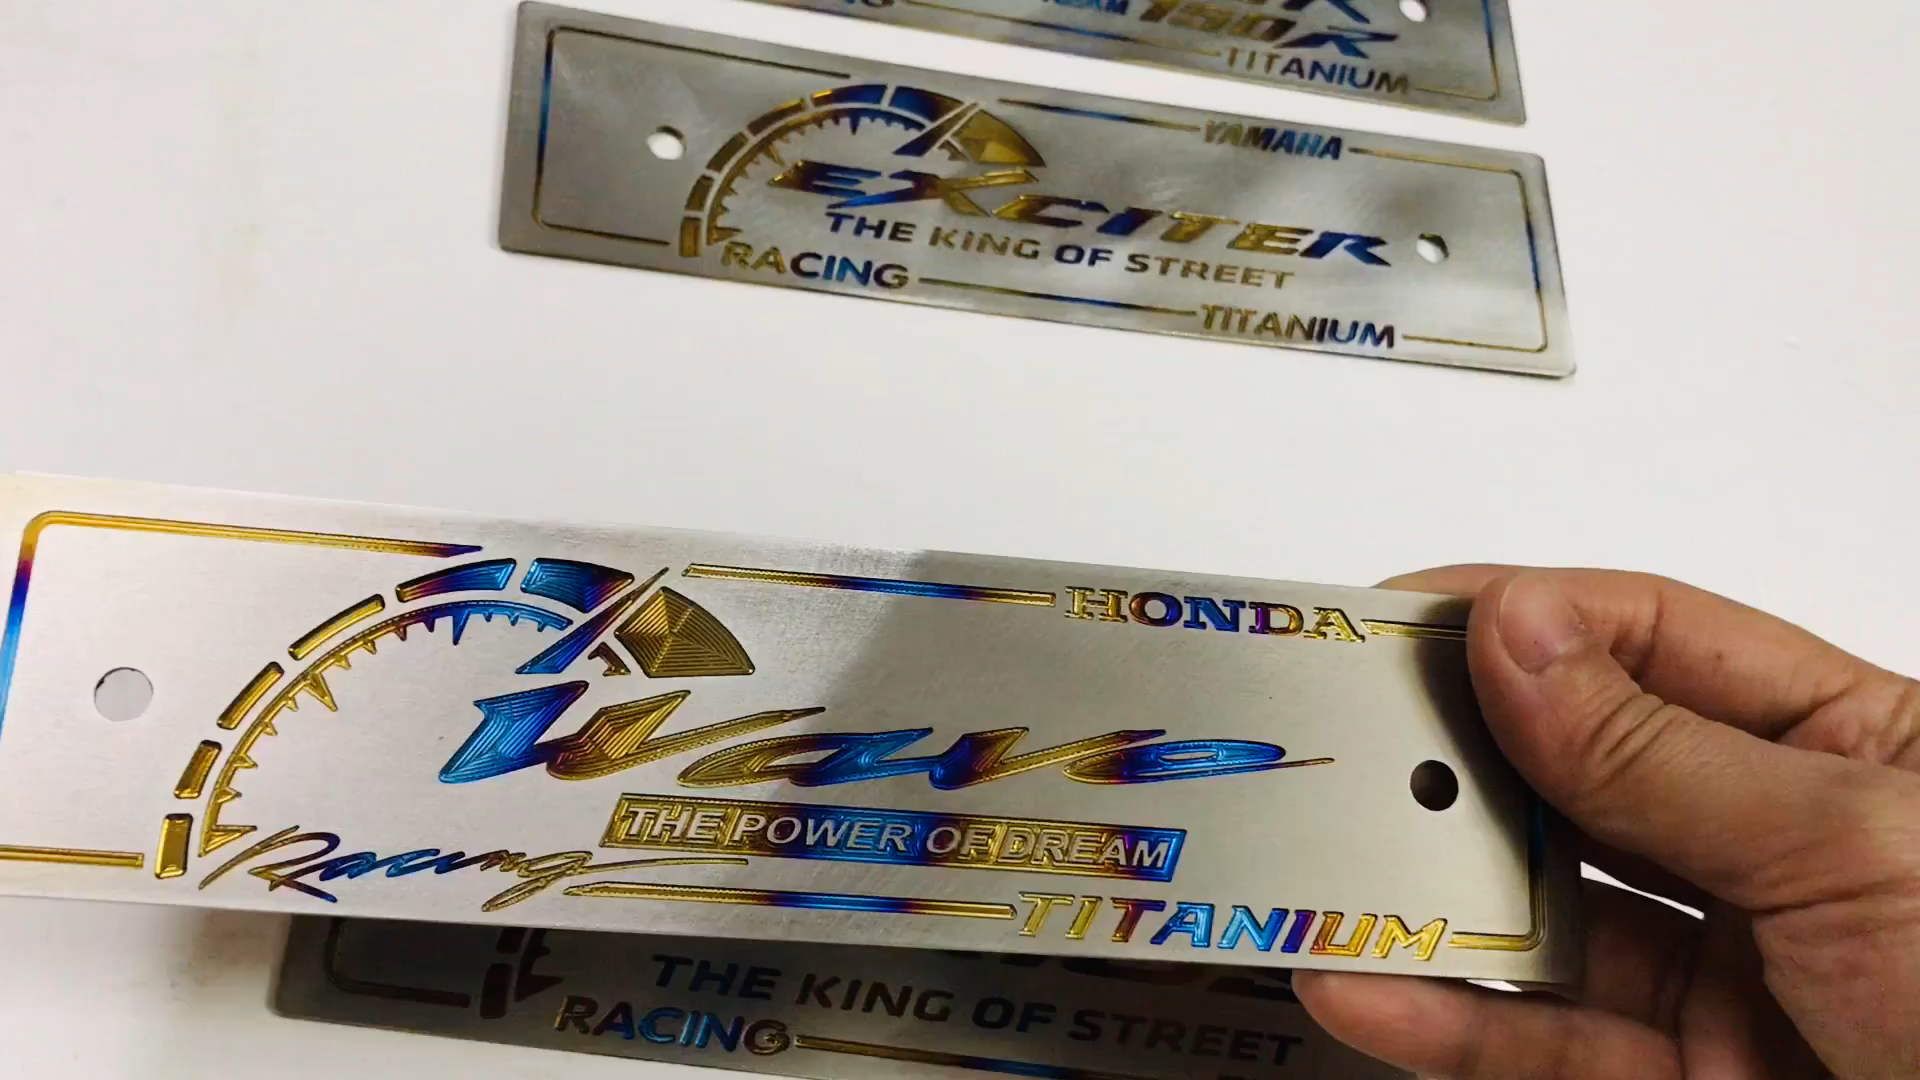 150R
TITANIUM
YAMAHA
EXCITER
THE KING OF STREET
RACING
TITANIUM
HONDA
Wave
THE POWER OF DREAM
Racing
TITANIUM
THE KING OF STREET
RACING